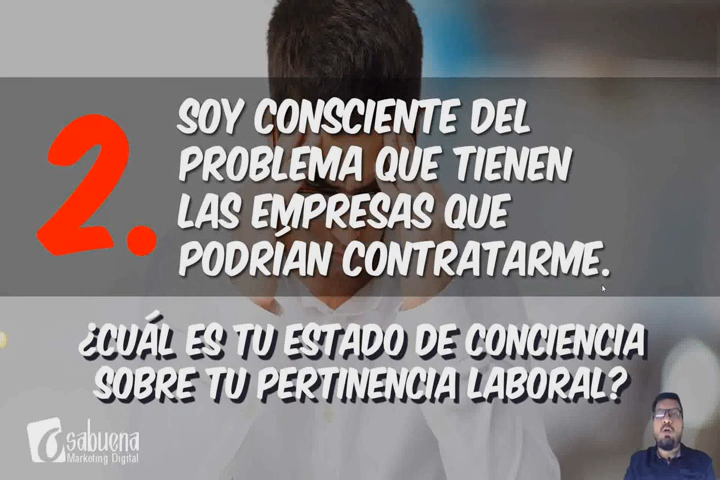 2.
SOY CONSCIENTE DEL
PROBLEMA QUE TIENEN
LAS EMPRESAS QUE
PODRÍAN CONTRATARME.
¿CUÁL ES TU ESTADO DE CONCIENCIA
SOBRE TU PERTINENCIA LABORAL?
sabuena
Marketing Digital